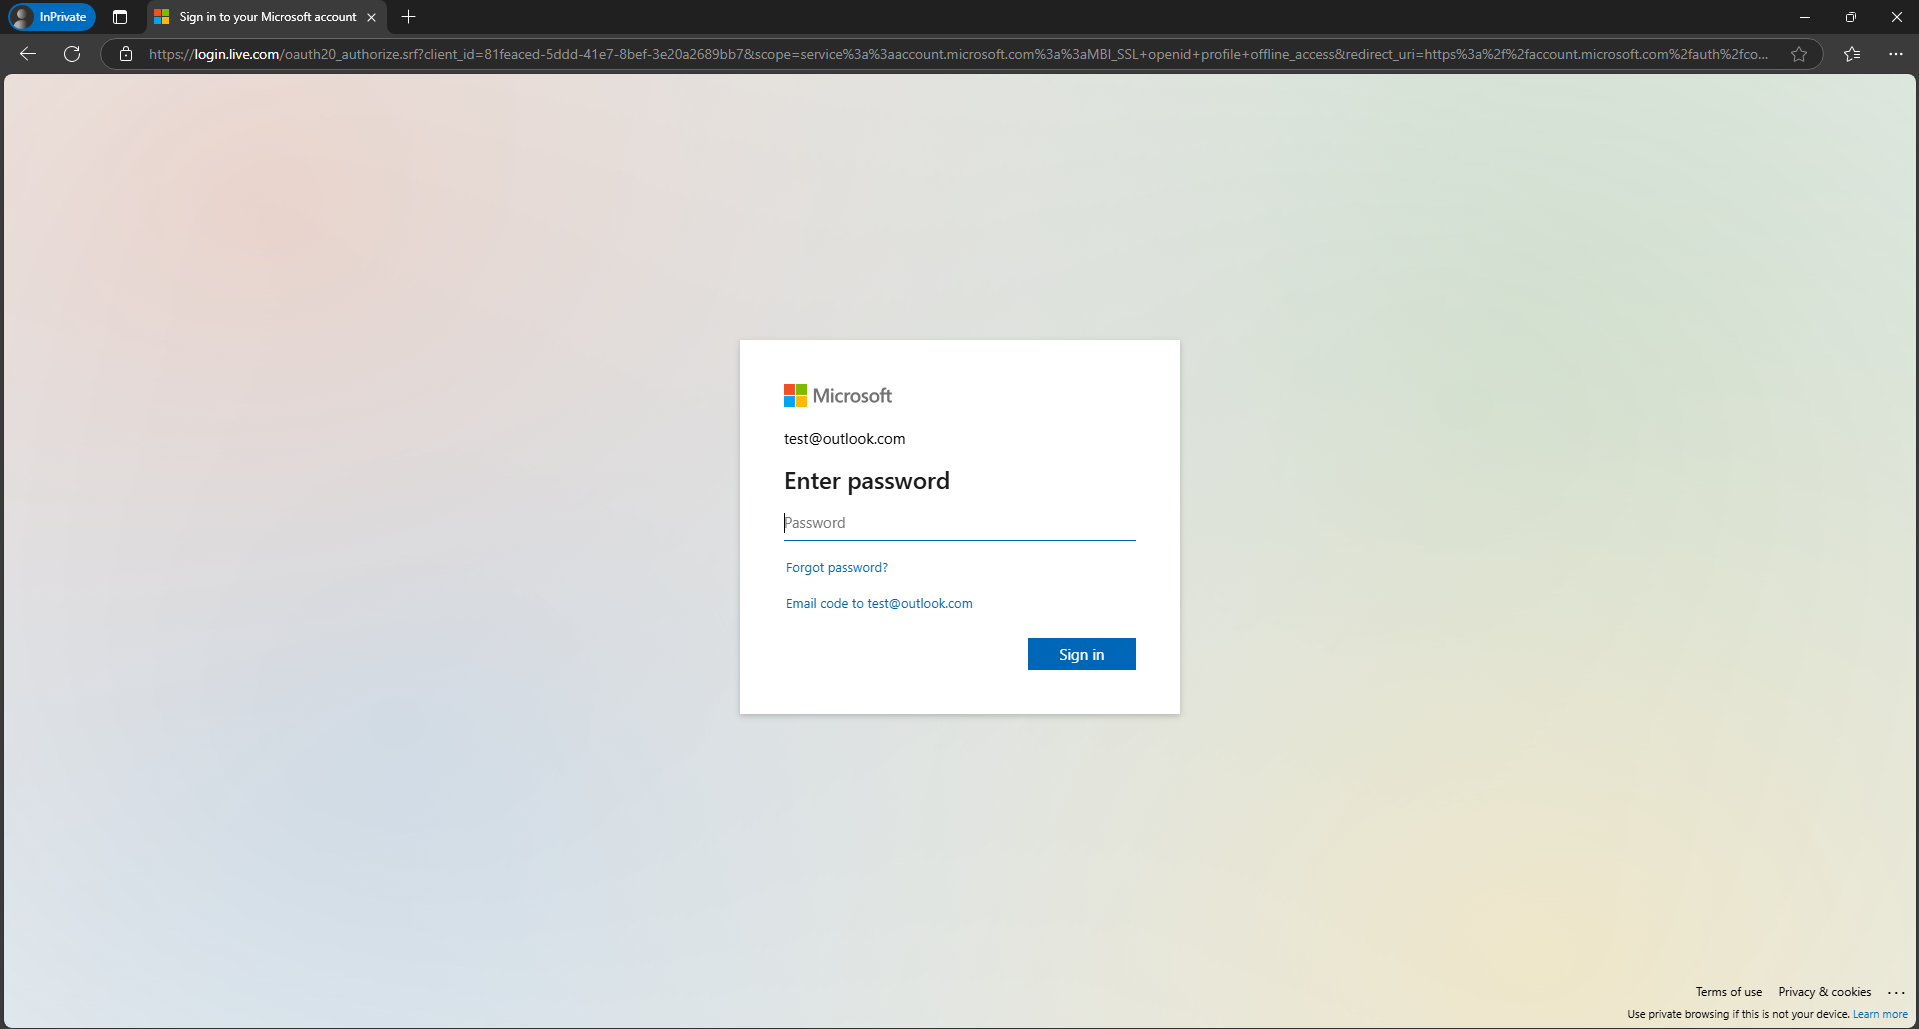 InPrivate
Sign in to your Microsoft account
https://login.live.com/oauth20_authorize.srf?client_id=81feaced-5ddd-41e7-8bef-3e20a2689bb7&scope=service%3a%3aaccount.microsoft.com%3a%3aMBI_SSL+openid+profile+offline_access&redirect_uri=https%3a%2f%2faccount.microsoft.com%2fauth%2fco...
Microsoft
test@outlook.com
Enter password
Password
Forgot password?
Email code to test@outlook.com
Sign in
Terms of use Privacy & cookies ...
Use private browsing if this is not your device. Learn more